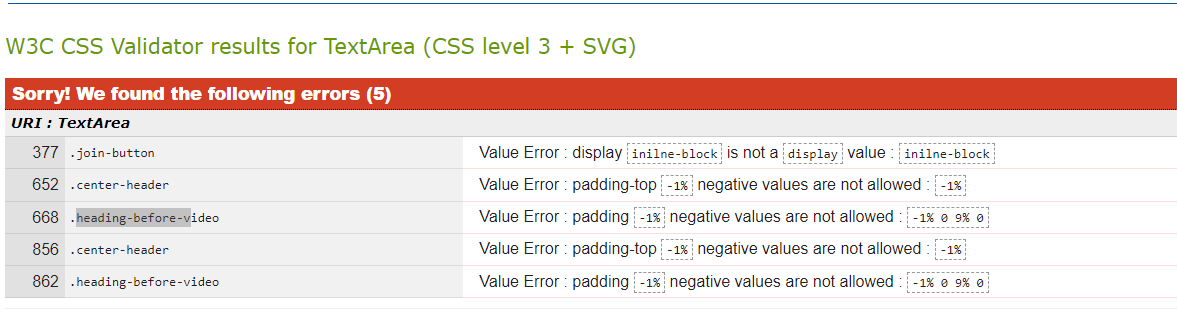 W3C CSS Validator results for TextArea (CSS level 3 + SVG)
Sorry! We found the following errors (5)
URI : TextArea
377 .join-button Value Error : display inilne-block is not a display value : inilne-block
652 .center-header Value Error : padding-top -1% negative values are not allowed : -1%
668 .heading-before-video Value Error : padding -1% negative values are not allowed : -1% 0 9% 0
856 .center-header Value Error : padding-top -1% negative values are not allowed : -1%
862 .heading-before-video Value Error : padding -1% negative values are not allowed : -1% 0 9% 0